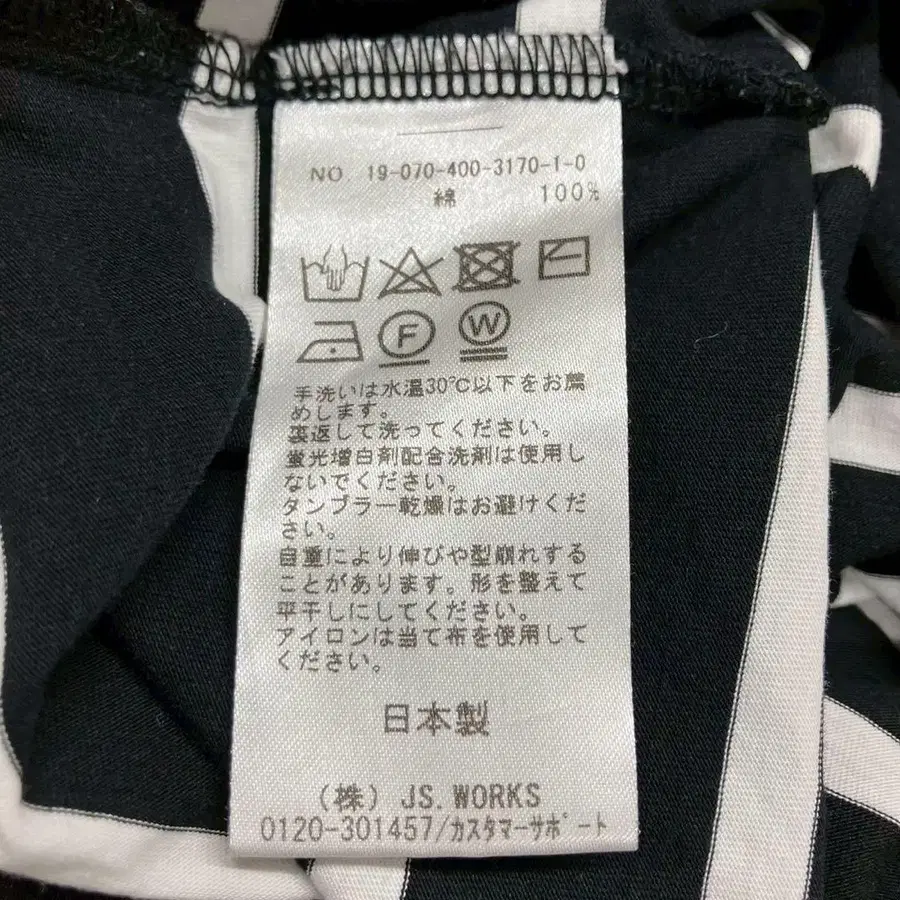 NO. 19-070-400-3170-1-0
綿 100%
F
W
手洗いは水温30℃以下をお薦
めします。
裏返して洗ってください。
蛍光増白剤配合洗剤は使用し
ないでください。
タンブラー乾燥はお避けくだ
さい。
自重により伸びや型崩れする
ことがあります。形を整えて
平干しにしてください。
アイロンは当て布を使用して
ください。
日本製
(株) JS.WORKS
0120-301457/カスタマーサポート